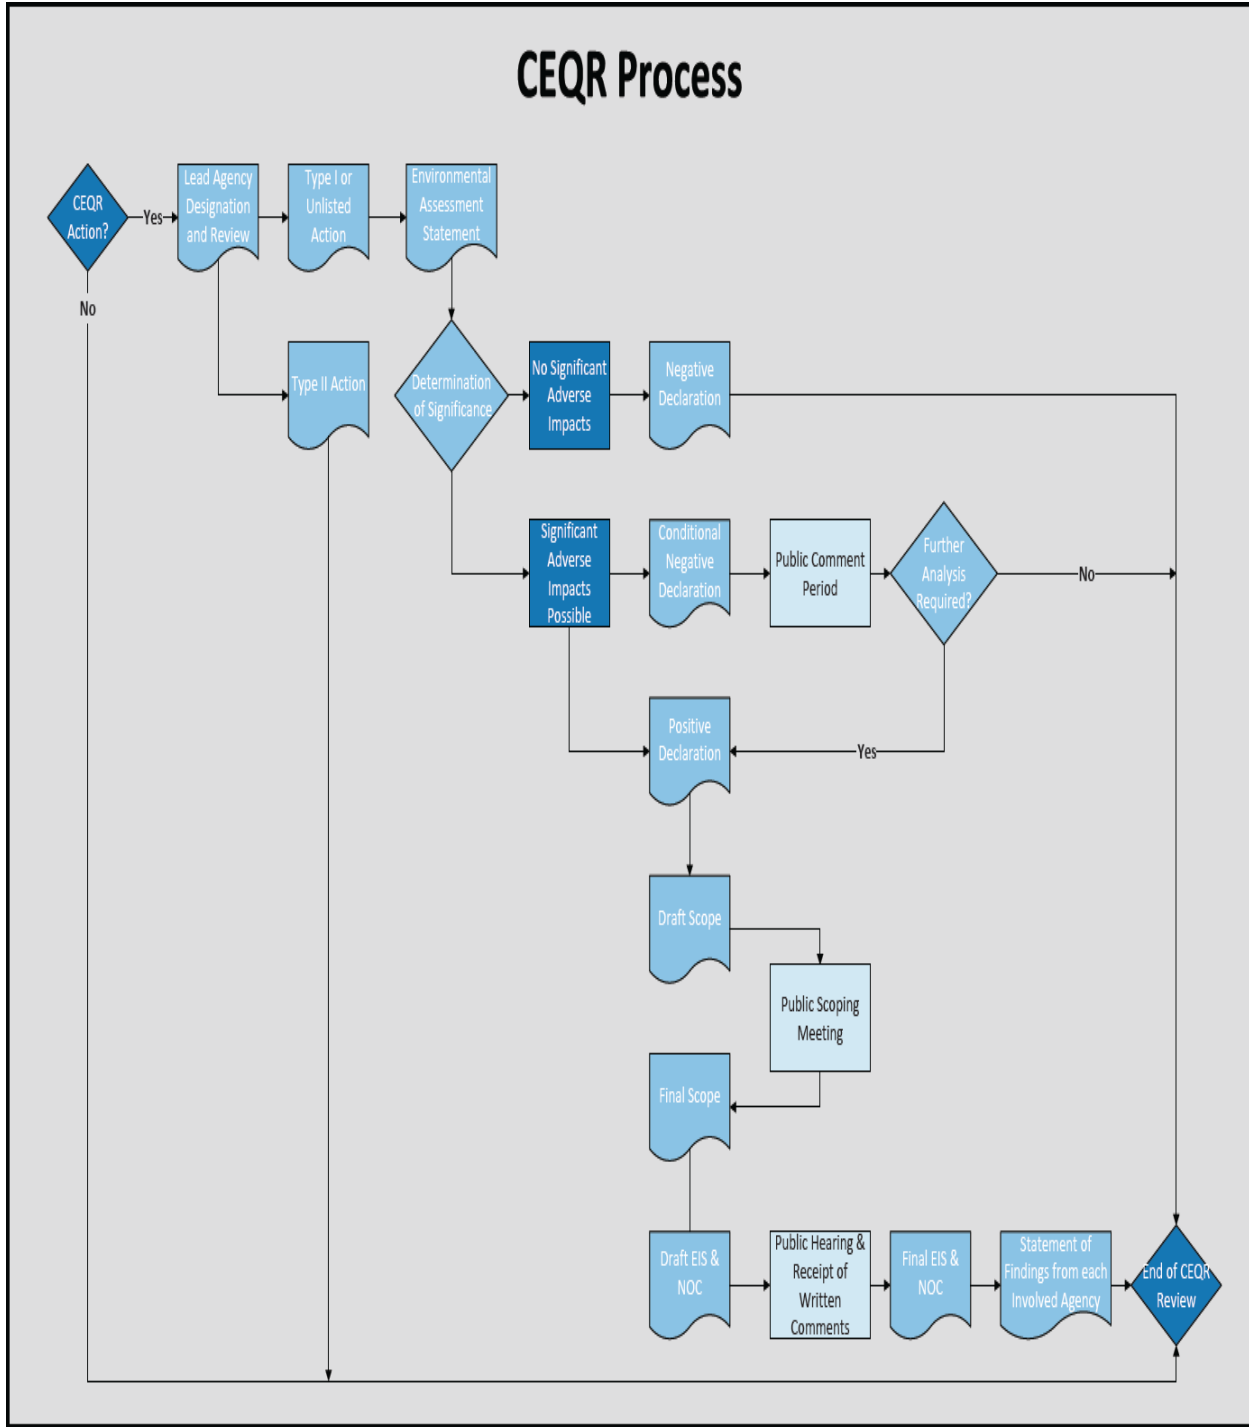 CEQR Process
CEQR
Action?
Yes
Lead Agency
Designation
and Review
Type I or
Unlisted
Action
Environmental
Assessment
Statement
No
Type II Action
Determination
of Significance
No Significant
Adverse
Impacts
Negative
Declaration
Significant
Adverse
Impacts
Possible
Conditional
Negative
Declaration
Public Comment
Period
Further
Analysis
Required?
No
Positive
Declaration
Yes
Draft Scope
Public Scoping
Meeting
Final Scope
Draft EIS &
NOC
Public Hearing &
Receipt of
Written
Comments
Final EIS &
NOC
Statement of
Findings from each
Involved Agency
End of CEQR
Review